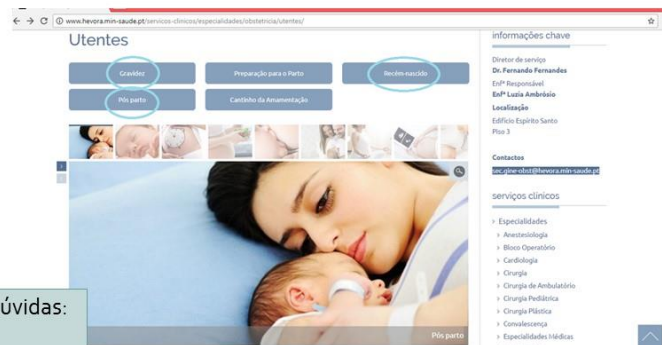 www.hevora.min-saude.pt/servicos-clinicos/especialidades/obstetricia/utentes/
Utentes
Gravidez
Preparação para o Parto
Recém-nascido
Pós parto
Cantinho da Amamentação
Pós parto
úvidas:
informações chave
Diretor de serviço
Dr. Fernando Fernandes
Enfª Responsável
Enfª Luzia Ambrósio
Localização
Edifício Espírito Santo
Piso 3
Contactos
sec.gine-obst@hevora.min-saude.pt
serviços clínicos
Especialidades
Anestesiologia
Bloco Operatório
Cardiologia
Cirurgia
Cirurgia de Ambulatório
Cirurgia Pediátrica
Cirurgia Plástica
Convalescença
Especialidades Médicas